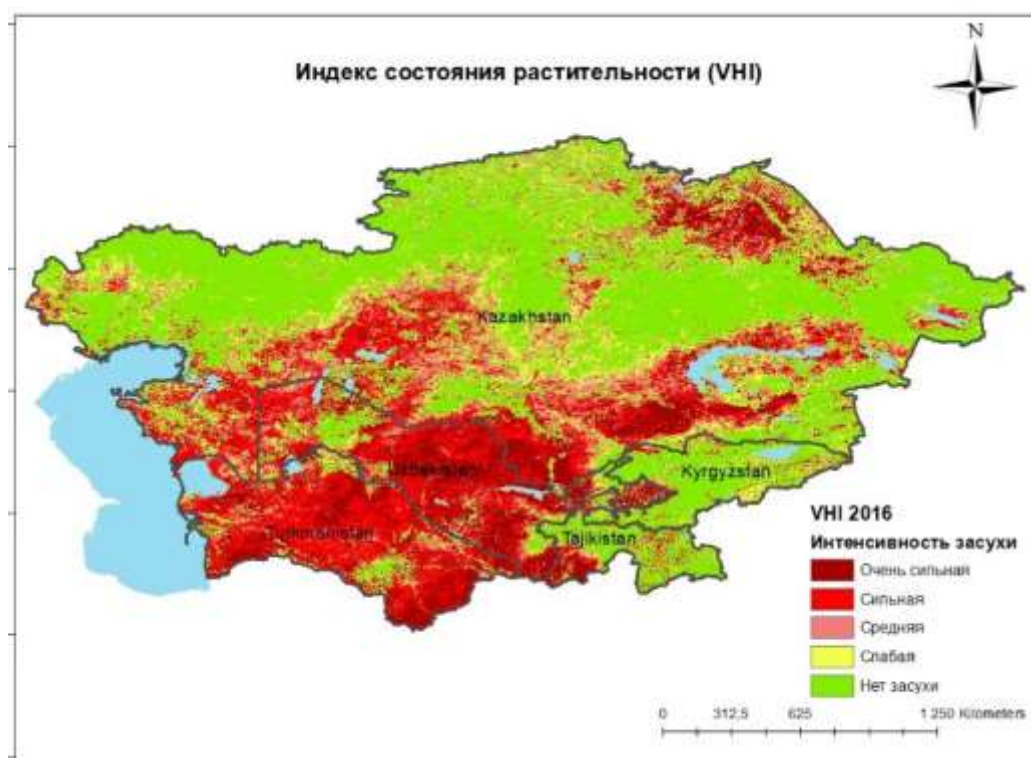 N
Индекс состояния растительности (VHI)
Kazakhstan
Uzbekistan
Kyrgyzstan
Turkmenistan
Tajikistan
VHI 2016
Интенсивность засухи
Очень сильная
Сильная
Средняя
Слабая
Нет засухи
0 312,5 625 1 250 Kilometers